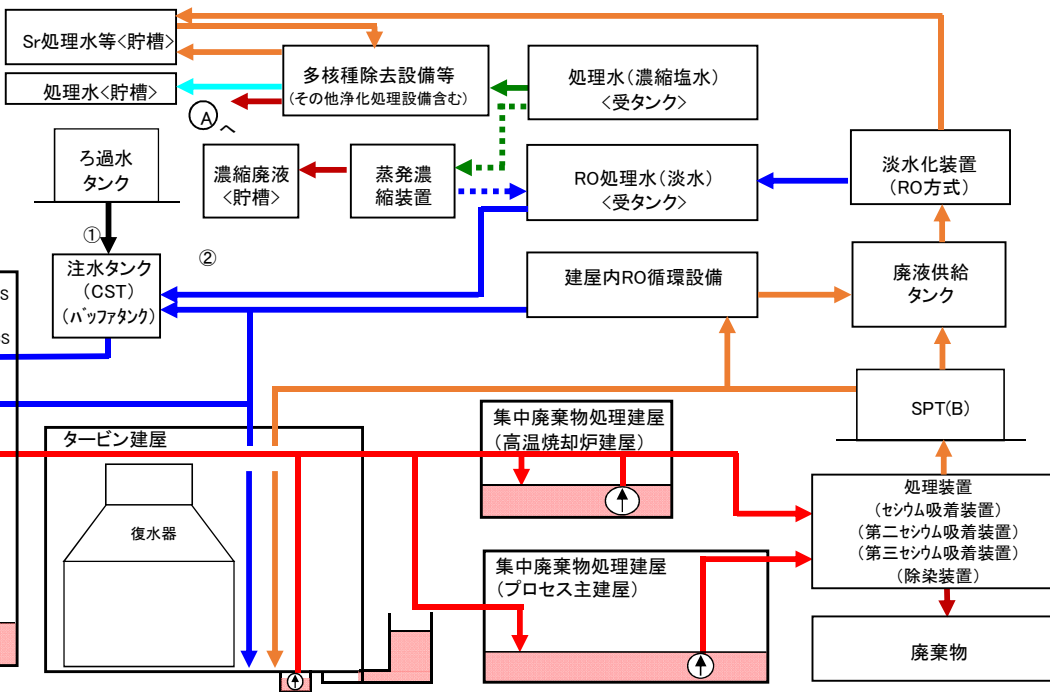 Sr処理水等<貯槽>
処理水<貯槽>
多核種除去設備等
(その他浄化処理設備含む)
処理水(濃縮塩水)
<受タンク>
A
へ
ろ過水
タンク
濃縮廃液
<貯槽>
蒸発濃
縮装置
RO処理水(淡水)
<受タンク>
淡水化装置
(RO方式)
①
②
注水タンク
(CST)
(バッファタンク)
建屋内RO循環設備
廃液供給
タンク
S
S
SPT(B)
タービン建屋
復水器
集中廃棄物処理建屋
(高温焼却炉建屋)
集中廃棄物処理建屋
(プロセス主建屋)
処理装置
(セシウム吸着装置)
(第二セシウム吸着装置)
(第三セシウム吸着装置)
(除染装置)
廃棄物